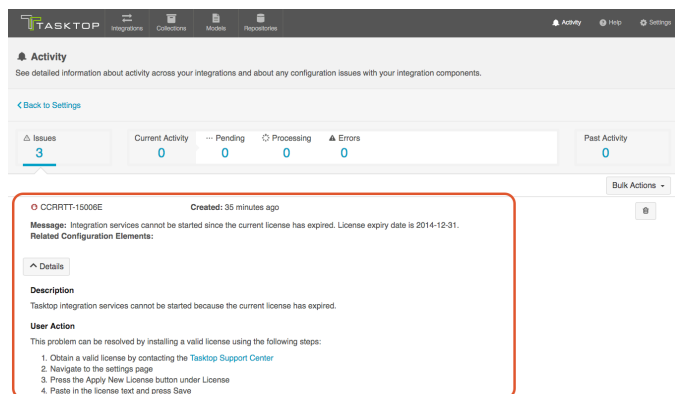 TASKTOP
Integrations Collections Models Repositories
Activity Help Settings
Activity
See detailed information about activity across your integrations and about any configuration issues with your integration components.
Back to Settings
Issues
3
Current Activity
0
Pending
0
Processing
0
Errors
0
Past Activity
0
Bulk Actions
CCRRTT-15006E Created: 35 minutes ago
Message: Integration services cannot be started since the current license has expired. License expiry date is 2014-12-31.
Related Configuration Elements:
Details
Description
Tasktop integration services cannot be started because the current license has expired.
User Action
This problem can be resolved by installing a valid license using the following steps:
1. Obtain a valid license by contacting the Tasktop Support Center
2. Navigate to the settings page
3. Press the Apply New License button under License
4. Paste in the license text and press Save